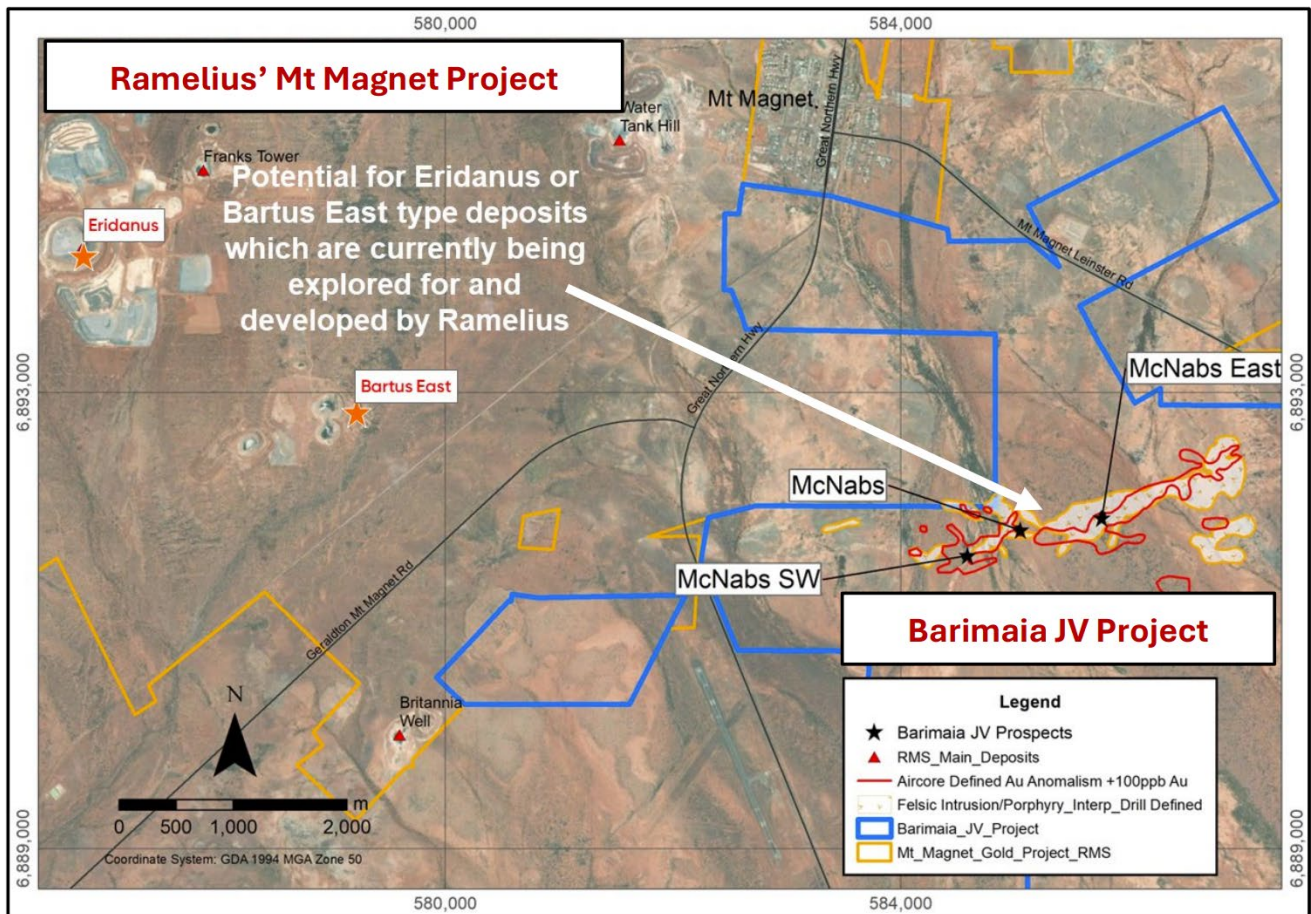 580,000
584,000
Ramelius’ Mt Magnet Project
Mt Magnet
Great Northern Hwy
Water
Tank Hill
Franks Tower
Potential for Eridanus or
Bartus East type deposits
which are currently being
explored for and
developed by Ramelius
Eridanus
Mt Magnet Leinster Rd
Great Northern Hwy
McNabs East
6,893,000
6,893,000
Bartus East
McNabs
McNabs SW
Geraldton Mt Magnet Rd
Barimaia JV Project
Britannia
Well
N
m
0 500 1,000 2,000
Coordinate System: GDA 1994 MGA Zone 50
Legend
Barimaia JV Prospects
RMS_Main_Deposits
Aircore Defined Au Anomalism +100ppb Au
Felsic Intrusion/Porphyry_Interp_Drill Defined
Barimaia_JV_Project
Mt_Magnet_Gold_Project_RMS
6,889,000
6,889,000
580,000
584,000